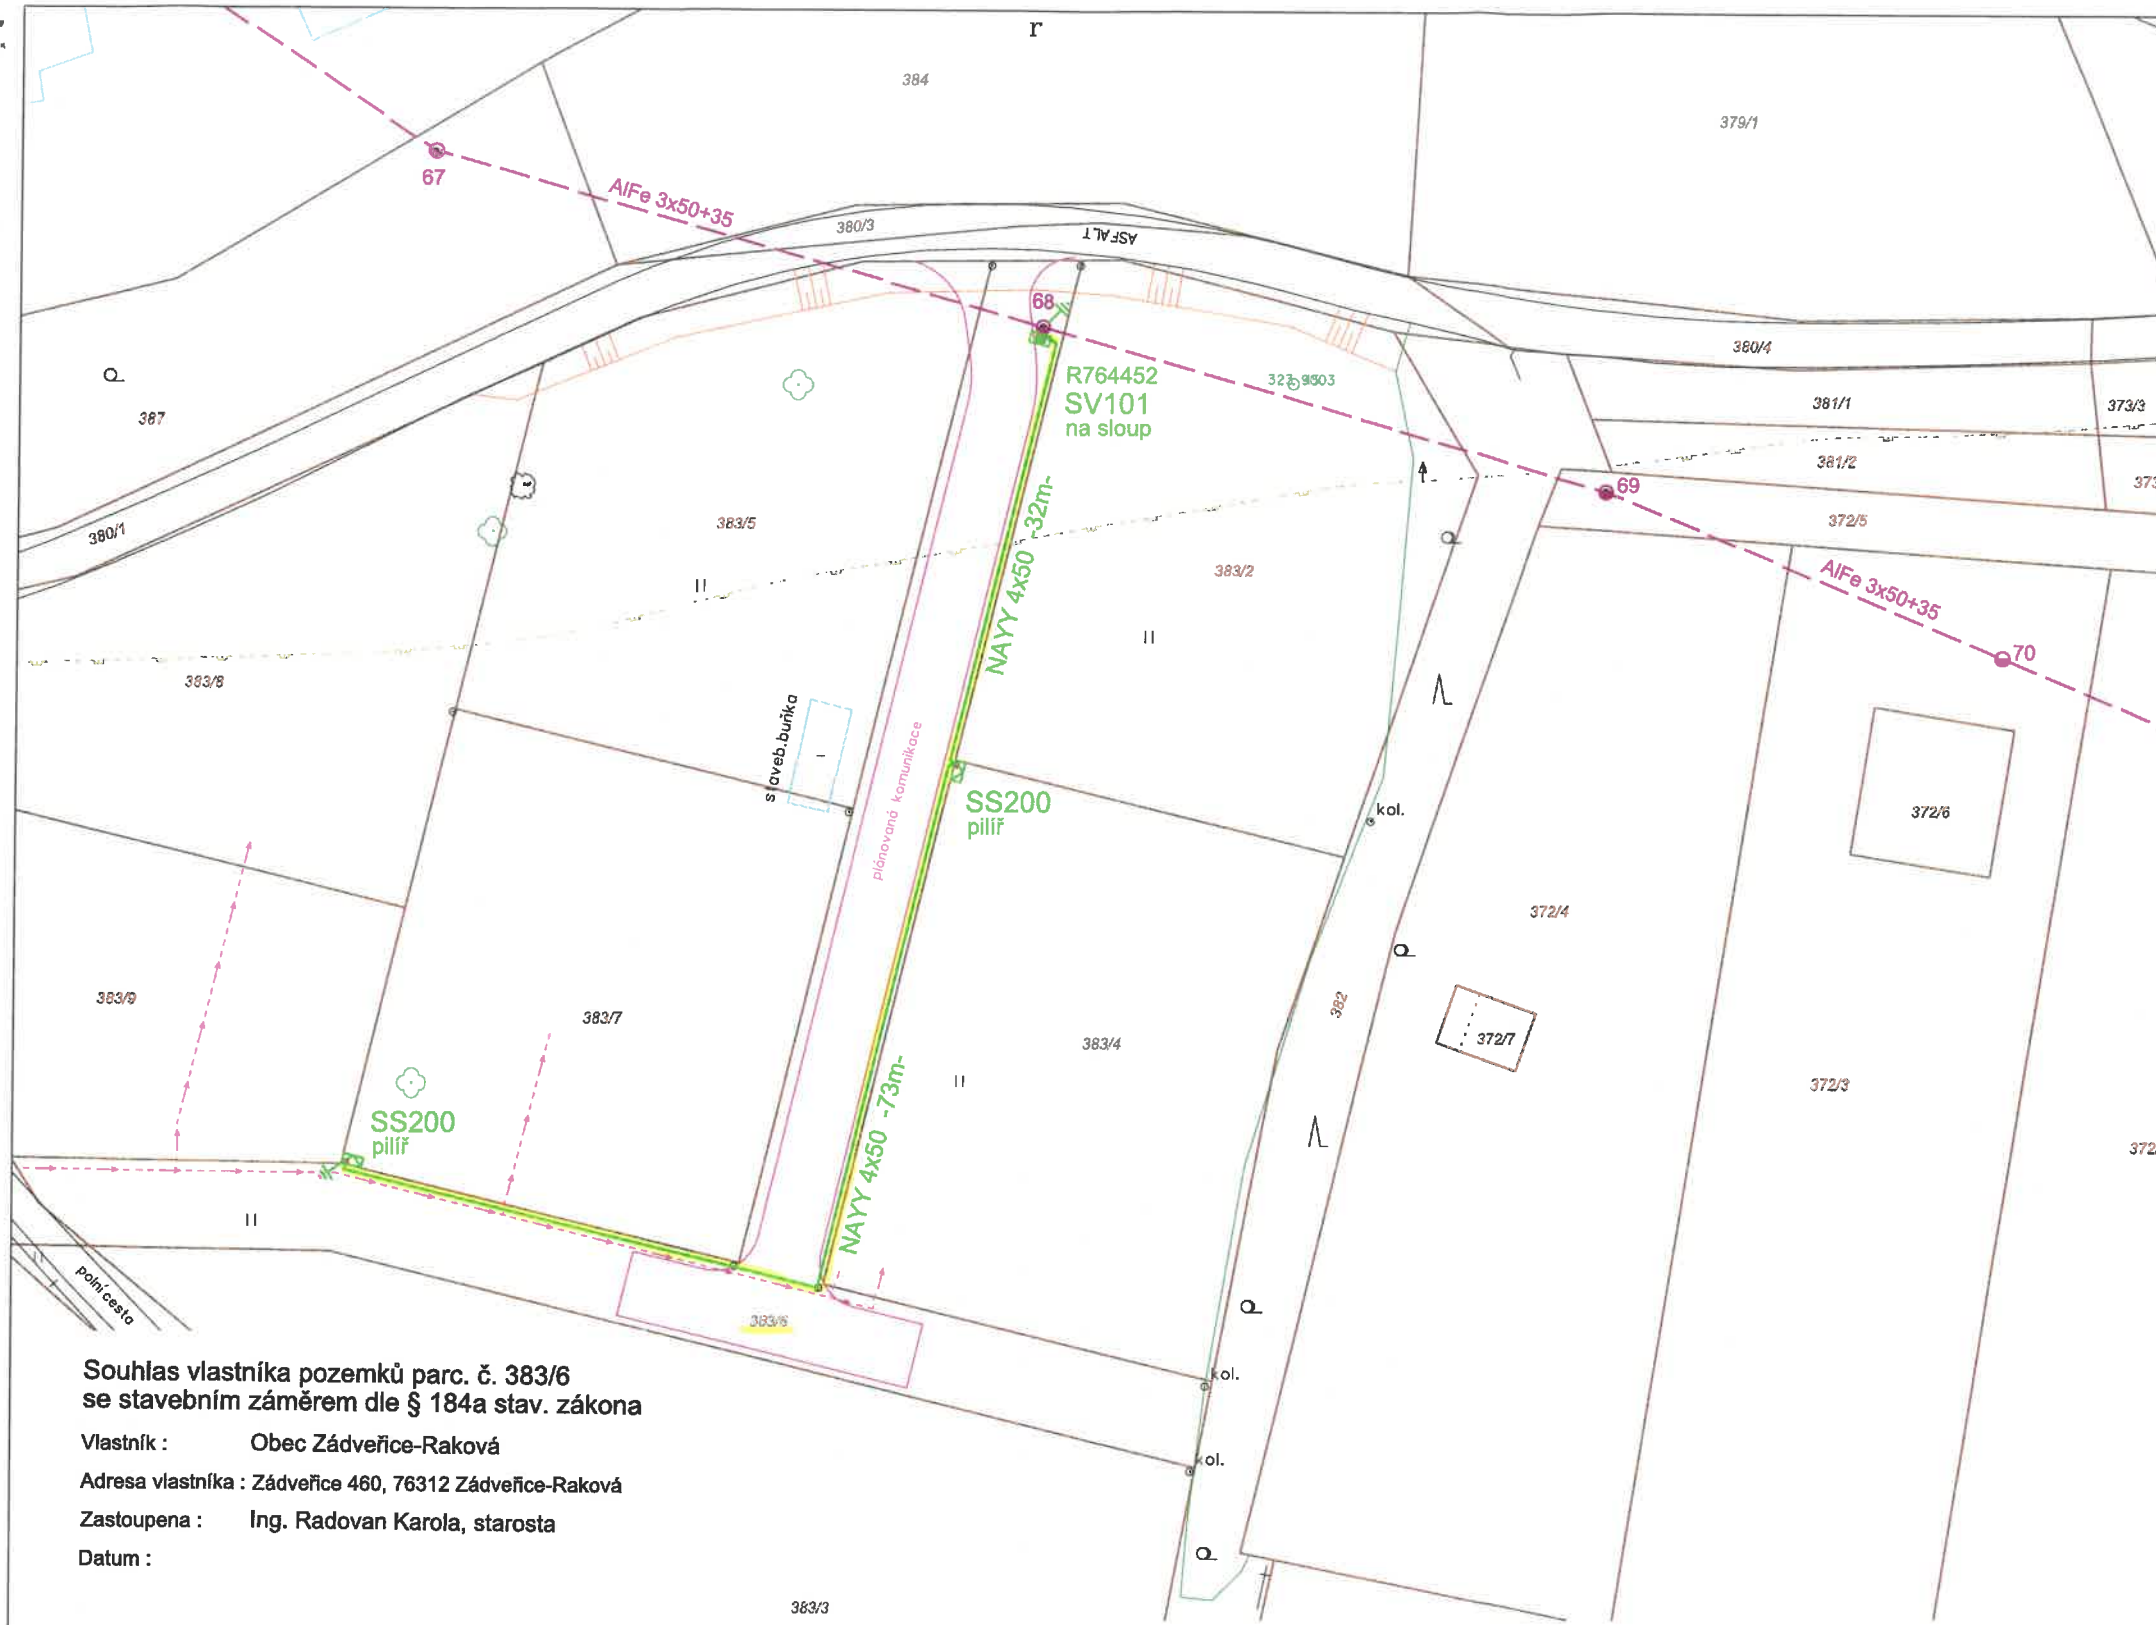 r
384
379/1
67
AlFe 3x50+35
380/3
ASFALT
68
380/4
R764452
SV101
na sloup
387
381/1
373/3
381/2
69
372/5
380/1
383/5
NAYY 4x50 -32m-
383/2
AlFe 3x50+35
70
383/8
staveb.buňka
plánovaná komunikace
SS200
pilíř
kol.
372/6
372/4
383/9
383/7
382
372/7
383/4
372/3
SS200
pilíř
NAYY 4x50 -73m-
polní cesta
383/6
Souhlas vlastníka pozemků parc. č. 383/6
se stavebním záměrem dle § 184a stav. zákona
kol.
Vlastník : Obec Zádveřice-Raková
kol.
Adresa vlastníka : Zádveřice 460, 76312 Zádveřice-Raková
Zastoupena : Ing. Radovan Karola, starosta
Datum :
383/3